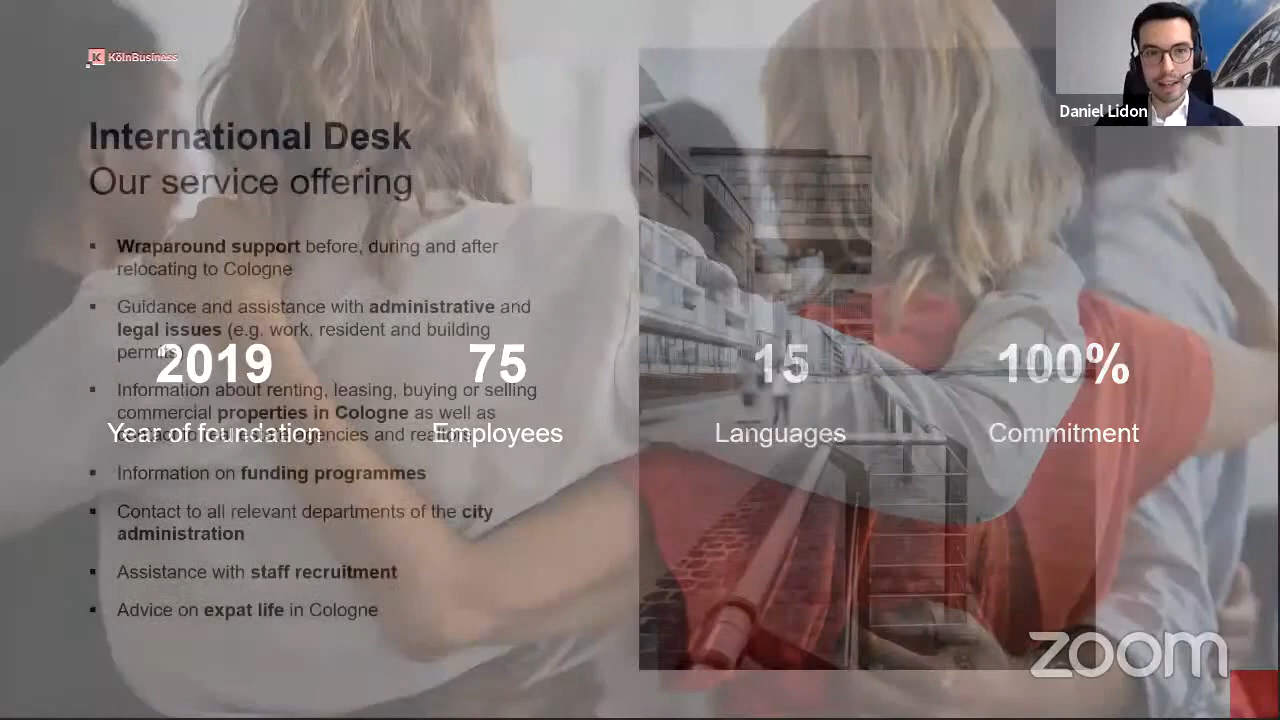 KölnBusiness
Daniel Lidon
International Desk
Our service offering
Wraparound support before, during and after
relocating to Cologne
Guidance and assistance with administrative and
legal issues (e.g. work, resident and building
permits
Information about renting, leasing, buying or selling
commercial properties in Cologne as well as
agencies and realtors
Information on funding programmes
Contact to all relevant departments of the city
administration
Assistance with staff recruitment
Advice on expat life in Cologne
2019
75
15
100%
Year of foundation
Employees
Languages
Commitment
zoom